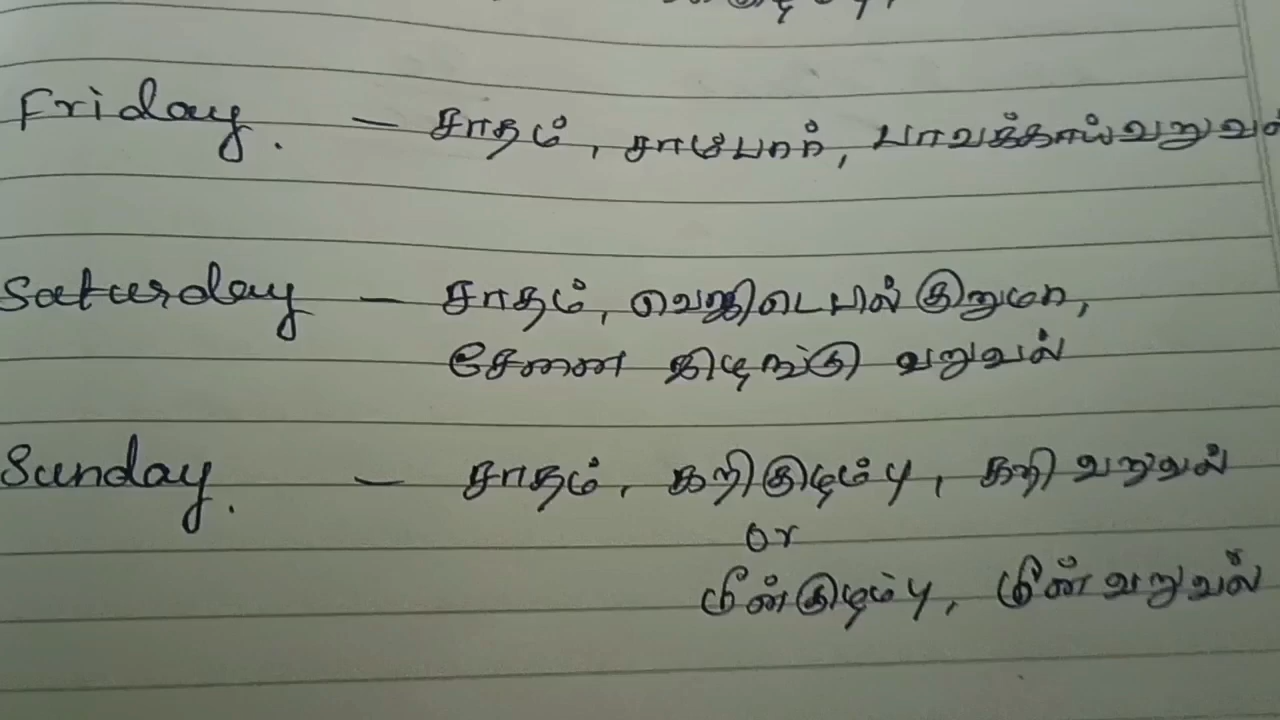 Friday. - சாதம், சாம்பார், பாவக்காய் வறுவல்
Saturday - சாதம், வெஜிடெபிள் குறுமா,
சேனை கிழங்கு வறுவல்
Sunday. - சாதம், கறி குழம்பு, கறி வறுவல்
or
மீன் குழம்பு, மீன் வறுவல்